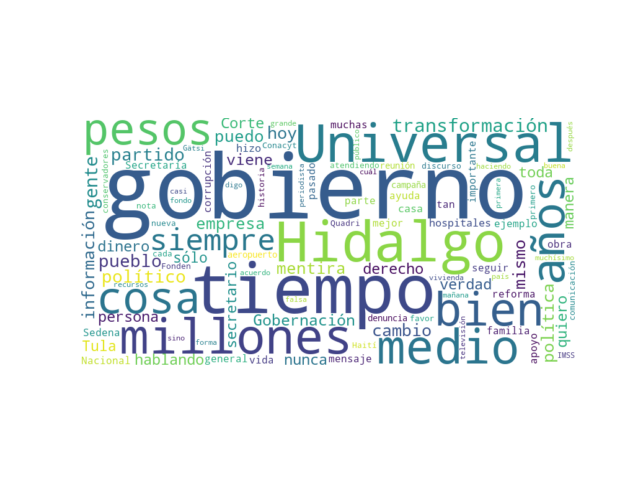 pesos
Corte
grande
hoy
muchas
Universal
transformación
después
puedo
Gatsi
hizo
Conacyt
público
partido
viene
semana
atendiendo
reunión
discurso
importante
haciendo
buena
Secretaría
conservadores
gente
gobierno
corrupción
casi
fondo
digo
historia
periodista
pasado
cuál
campaña
ayuda
tan
primera
primero
toda
manera
nota
parte
casa
nueva
empresa
Quadri
mejor
hospitales
ejemplo
información
dinero
siempre
Hidalgo
años
obra
pueblo
cada
sólo
aeropuerto
mentira
derecho
seguir
mismo
muchísimo
Fonden
acuerdo
político
recursos
cosa
tiempo
vivienda
verdad
país
política
quiero
comunicación
persona
secretario
falsa
mañana
bien
reforma
Sedena
millones
Gobernación
denuncia
favor
cambio
familia
Tula
sino
forma
Haití
medio
televisión
apoyo
Nacional
hablando
general
vida
nunca
mensaje
IMSS